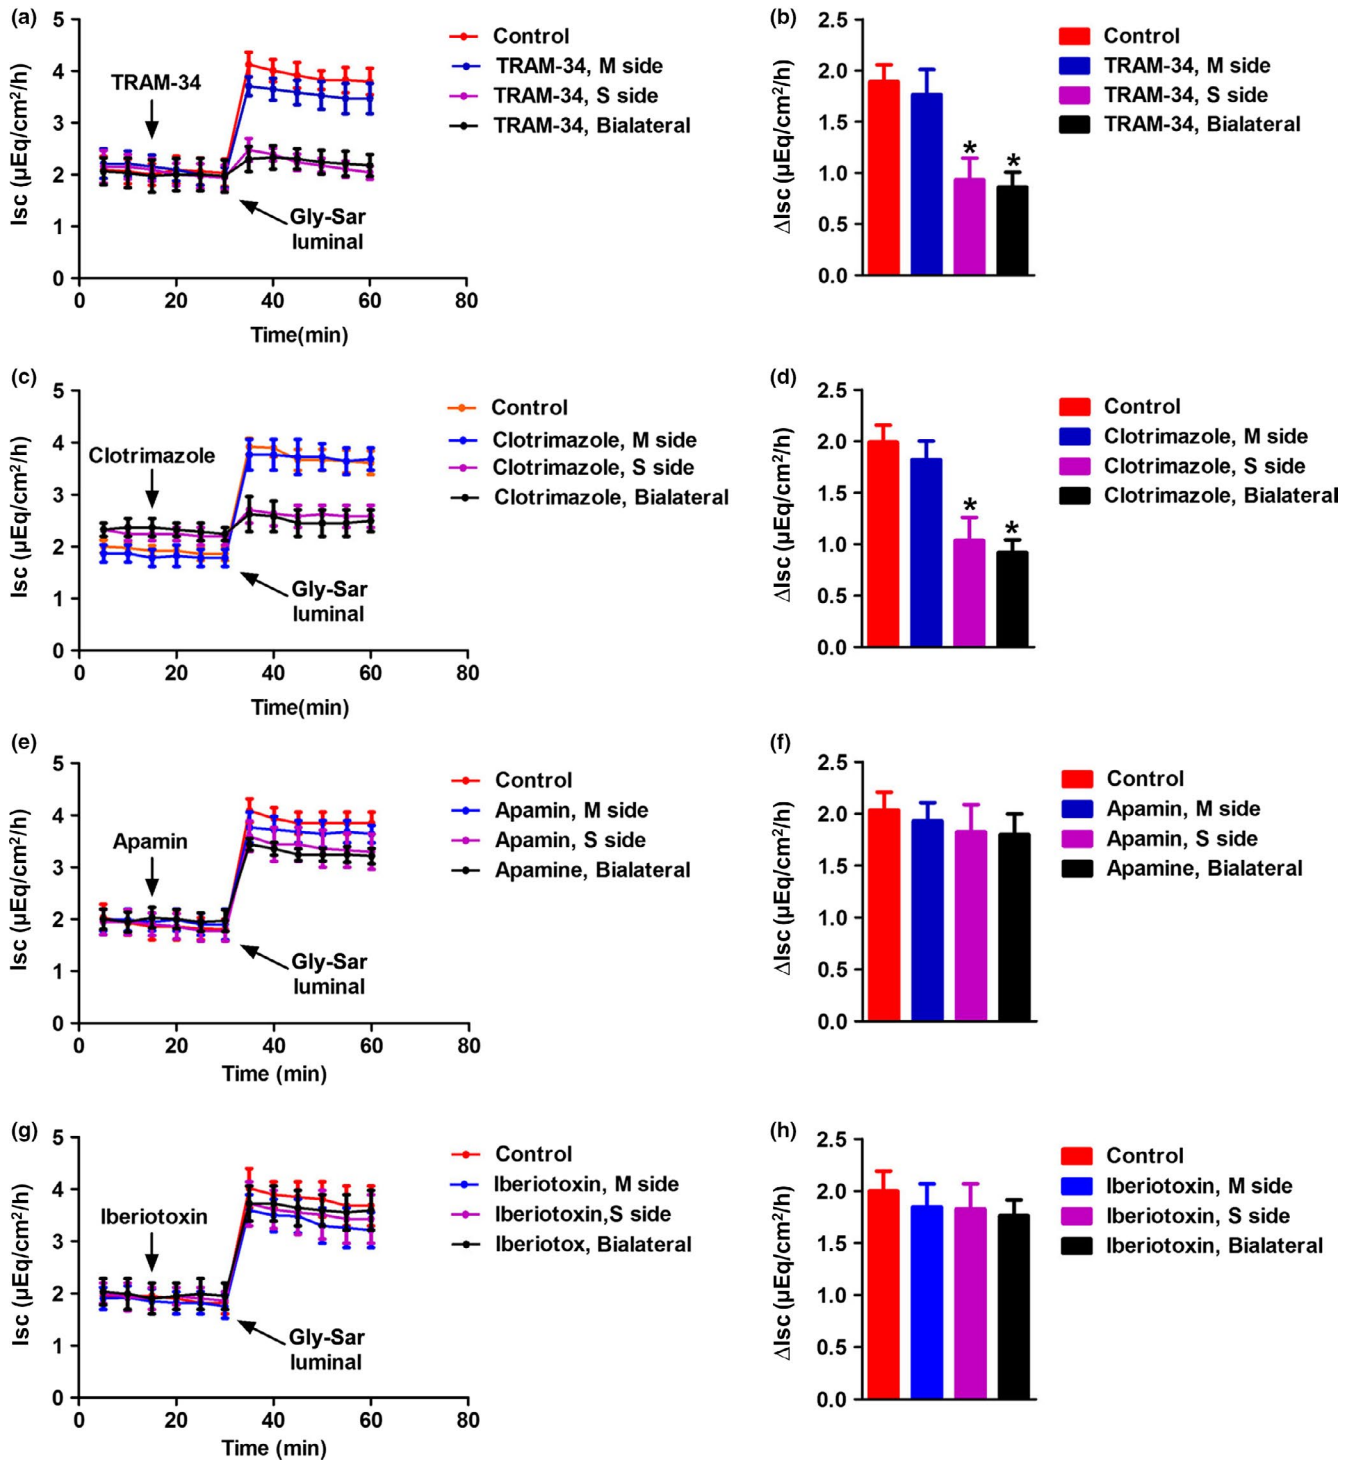 (a)
5
4
3
2
1
0
Isc (µEq/cm²/h)
TRAM-34
Gly-Sar
luminal
0 20 40 60 80
Time(min)
Control
TRAM-34, M side
TRAM-34, S side
TRAM-34, Bialateral
(b)
2.5
2.0
1.5
1.0
0.5
0.0
ΔIsc (µEq/cm²/h)
* *
Control
TRAM-34, M side
TRAM-34, S side
TRAM-34, Bialateral
(c)
5
4
3
2
1
0
Isc (µEq/cm²/h)
Clotrimazole
Gly-Sar
luminal
0 20 40 60 80
Time(min)
Control
Clotrimazole, M side
Clotrimazole, S side
Clotrimazole, Bialateral
(d)
2.5
2.0
1.5
1.0
0.5
0.0
ΔIsc (µEq/cm²/h)
* *
Control
Clotrimazole, M side
Clotrimazole, S side
Clotrimazole, Bialateral
(e)
5
4
3
2
1
0
Isc (µEq/cm²/h)
Apamin
Gly-Sar
luminal
0 20 40 60 80
Time (min)
Control
Apamin, M side
Apamin, S side
Apamine, Bialateral
(f)
2.5
2.0
1.5
1.0
0.5
0.0
ΔIsc (µEq/cm²/h)
Control
Apamin, M side
Apamin, S side
Apamine, Bialateral
(g)
5
4
3
2
1
0
Isc (µEq/cm²/h)
Iberiotoxin
Gly-Sar
luminal
0 20 40 60 80
Time (min)
Control
Iberiotoxin, M side
Iberiotoxin,S side
Iberiotox, Bialateral
(h)
2.5
2.0
1.5
1.0
0.5
0.0
ΔIsc (µEq/cm²/h)
Control
Iberiotoxin, M side
Iberiotoxin, S side
Iberiotoxin, Bialateral